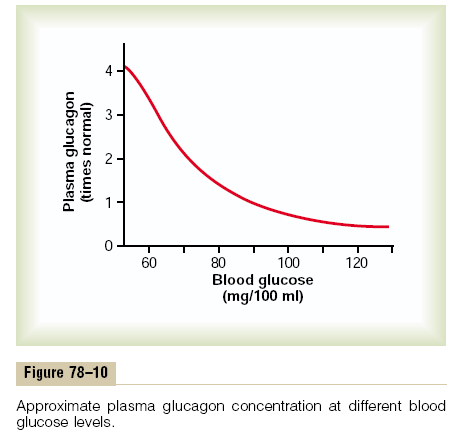 Plasma glucagon
(times normal)
4
3
2
1
0
60 80 100 120
Blood glucose
(mg/100 ml)
Figure 78–10
Approximate plasma glucagon concentration at different blood
glucose levels.